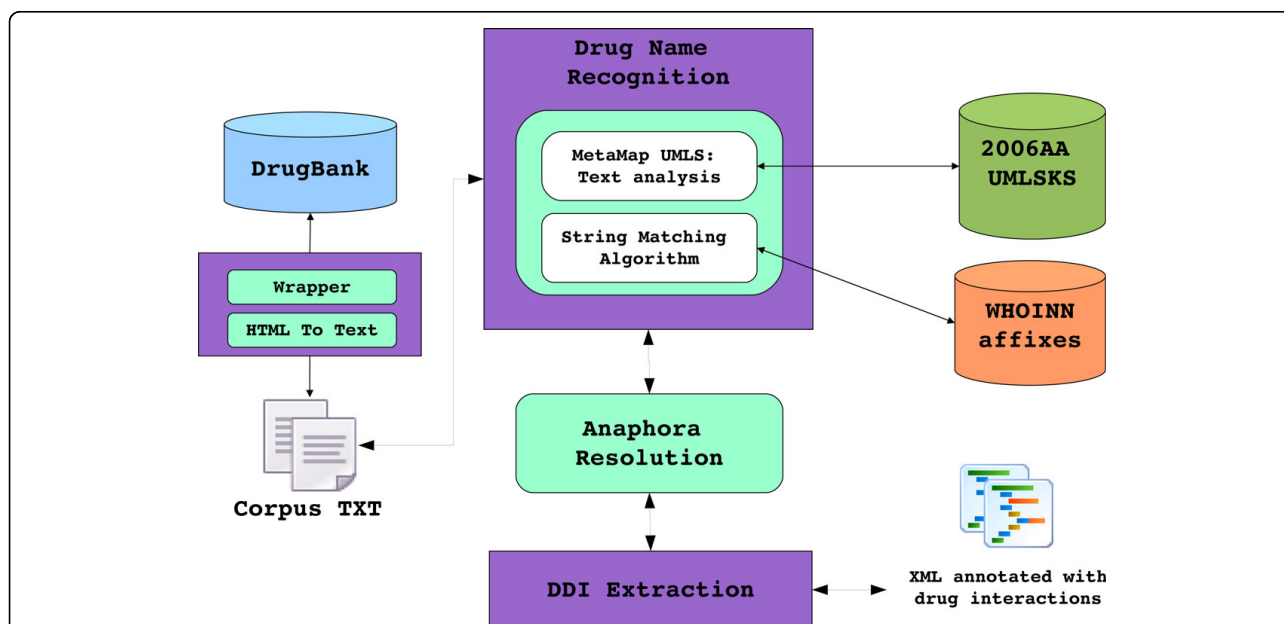 Drug Name
Recognition
MetaMap UMLS:
Text analysis
String Matching
Algorithm
2006AA
UMLSKS
WHOINN
affixes
DrugBank
Wrapper
HTML To Text
Corpus TXT
Anaphora
Resolution
DDI Extraction
XML annotated with
drug interactions